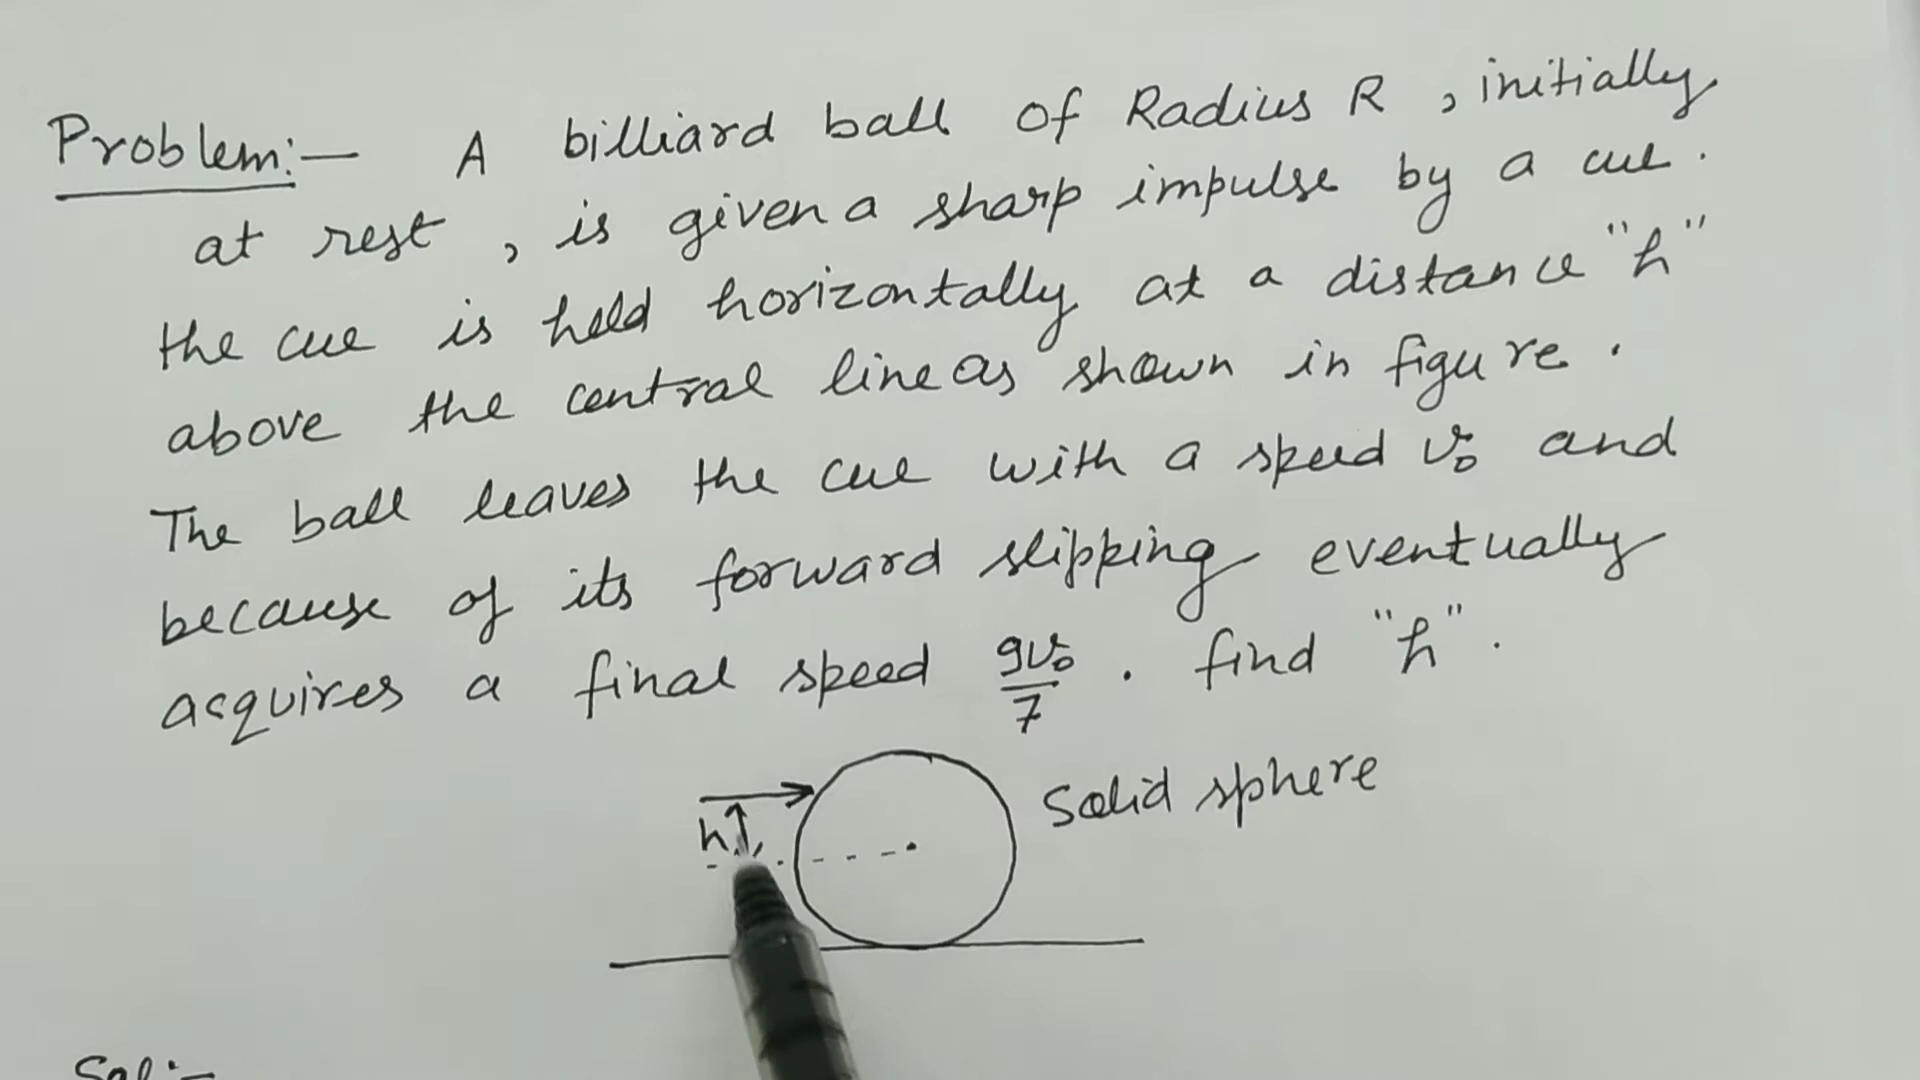 Problem:- A billiard ball of Radius R, initially
at rest, is given a sharp impulse by a cue.
the cue is held horizontally at a distance "h"
above the central line as shown in figure.
The ball leaves the cue with a speed v₀ and
because of its forward slipping eventually
acquires a final speed 9v₀/7. find "h".
h
Solid sphere
Sol:-